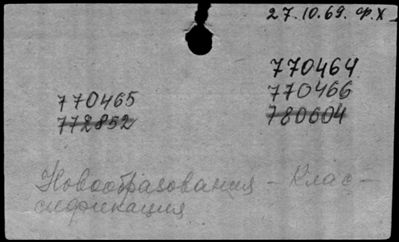 27.10.69. Ф.Х
770464
770465
770466
772852
780604
Новообразования - Клас-
сификация